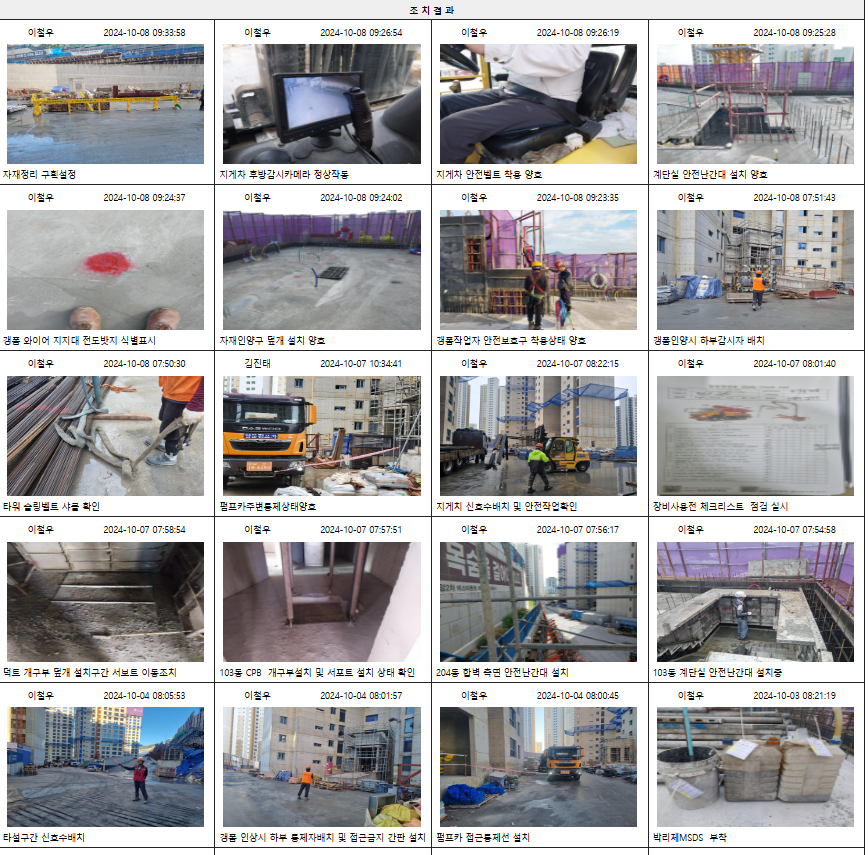 조 치 결 과
이철우 2024-10-08 09:33:58
이철우 2024-10-08 09:26:54
이철우 2024-10-08 09:26:19
이철우 2024-10-08 09:25:28
자재정리 구획설정
지게차 후방감시카메라 정상작동
지게차 안전벨트 착용 양호
계단실 안전난간대 설치 양호
이철우 2024-10-08 09:24:37
이철우 2024-10-08 09:24:02
이철우 2024-10-08 09:23:35
이철우 2024-10-08 07:51:43
갱폼 와이어 지지대 전도방지 식별표시
자재인양구 덮개 설치 양호
갱폼작업자 안전보호구 착용상태 양호
갱폼인양시 하부감시자 배치
이철우 2024-10-08 07:50:30
김진태 2024-10-07 10:34:41
이철우 2024-10-07 08:22:15
이철우 2024-10-07 08:01:40
타워 슬링벨트 샤클 확인
펌프카주변통제상태양호
지게차 신호수배치 및 안전작업확인
장비사용전 체크리스트 점검 실시
이철우 2024-10-07 07:58:54
이철우 2024-10-07 07:57:51
이철우 2024-10-07 07:56:17
이철우 2024-10-07 07:54:58
덕트 개구부 덮개 설치구간 서보트 이동조치
103동 CPB 개구부설치 및 서포트 설치 상태 확인
204동 합벽 측면 안전난간대 설치
103동 계단실 안전난간대 설치중
이철우 2024-10-04 08:05:53
이철우 2024-10-04 08:01:57
이철우 2024-10-04 08:00:45
이철우 2024-10-03 08:21:19
타설구간 신호수배치
갱폼 인상시 하부 통제자배치 및 접근금지 간판 설치
펌프카 접근통제선 설치
박리제MSDS 부착